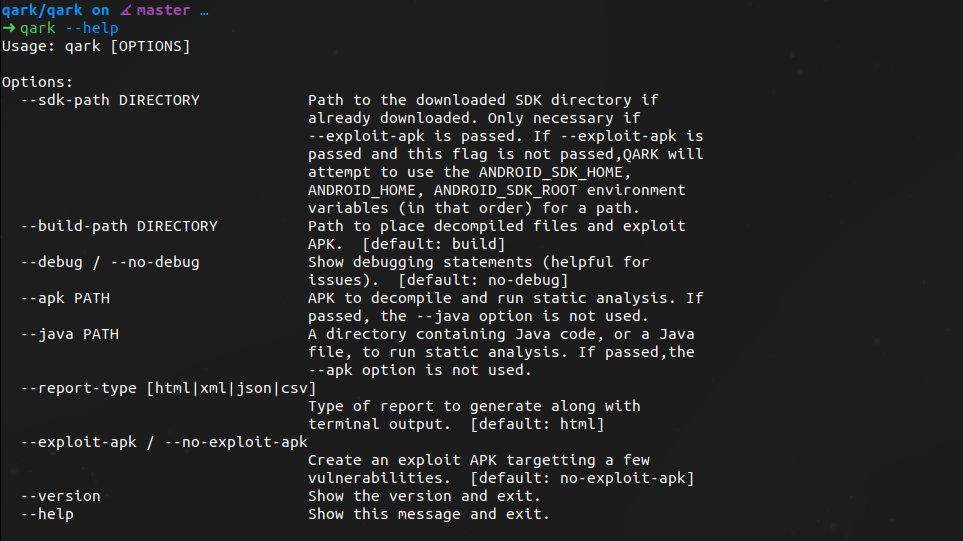 qark/qark on ∡ master …
➜ qark --help
Usage: qark [OPTIONS]

Options:
  --sdk-path DIRECTORY            Path to the downloaded SDK directory if
                                  already downloaded. Only necessary if
                                  --exploit-apk is passed. If --exploit-apk is
                                  passed and this flag is not passed,QARK will
                                  attempt to use the ANDROID_SDK_HOME,
                                  ANDROID_HOME, ANDROID_SDK_ROOT environment
                                  variables (in that order) for a path.
  --build-path DIRECTORY          Path to place decompiled files and exploit
                                  APK.  [default: build]
  --debug / --no-debug            Show debugging statements (helpful for
                                  issues).  [default: no-debug]
  --apk PATH                      APK to decompile and run static analysis. If
                                  passed, the --java option is not used.
  --java PATH                     A directory containing Java code, or a Java
                                  file, to run static analysis. If passed,the
                                  --apk option is not used.
  --report-type [html|xml|json|csv]
                                  Type of report to generate along with
                                  terminal output.  [default: html]
  --exploit-apk / --no-exploit-apk
                                  Create an exploit APK targetting a few
                                  vulnerabilities.  [default: no-exploit-apk]
  --version                       Show the version and exit.
  --help                          Show this message and exit.